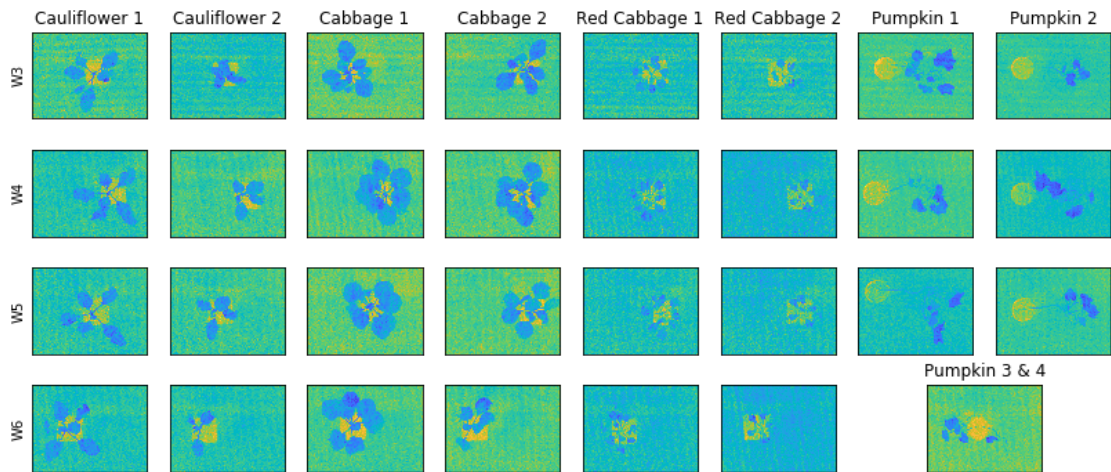 Cauliflower 1 Cauliflower 2 Cabbage 1 Cabbage 2 Red Cabbage 1 Red Cabbage 2 Pumpkin 1 Pumpkin 2
W3
W4
W5
Pumpkin 3 & 4
W6